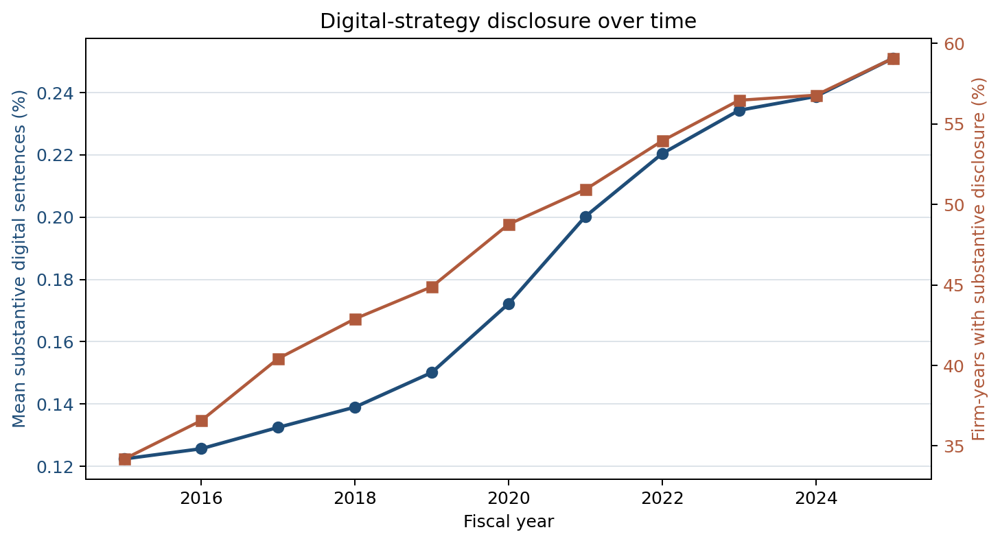 Digital-strategy disclosure over time
Mean substantive digital sentences (%)
0.24
0.22
0.20
0.18
0.16
0.14
0.12
60
55
50
45
40
35
Firm-years with substantive disclosure (%)
2016 2018 2020 2022 2024
Fiscal year